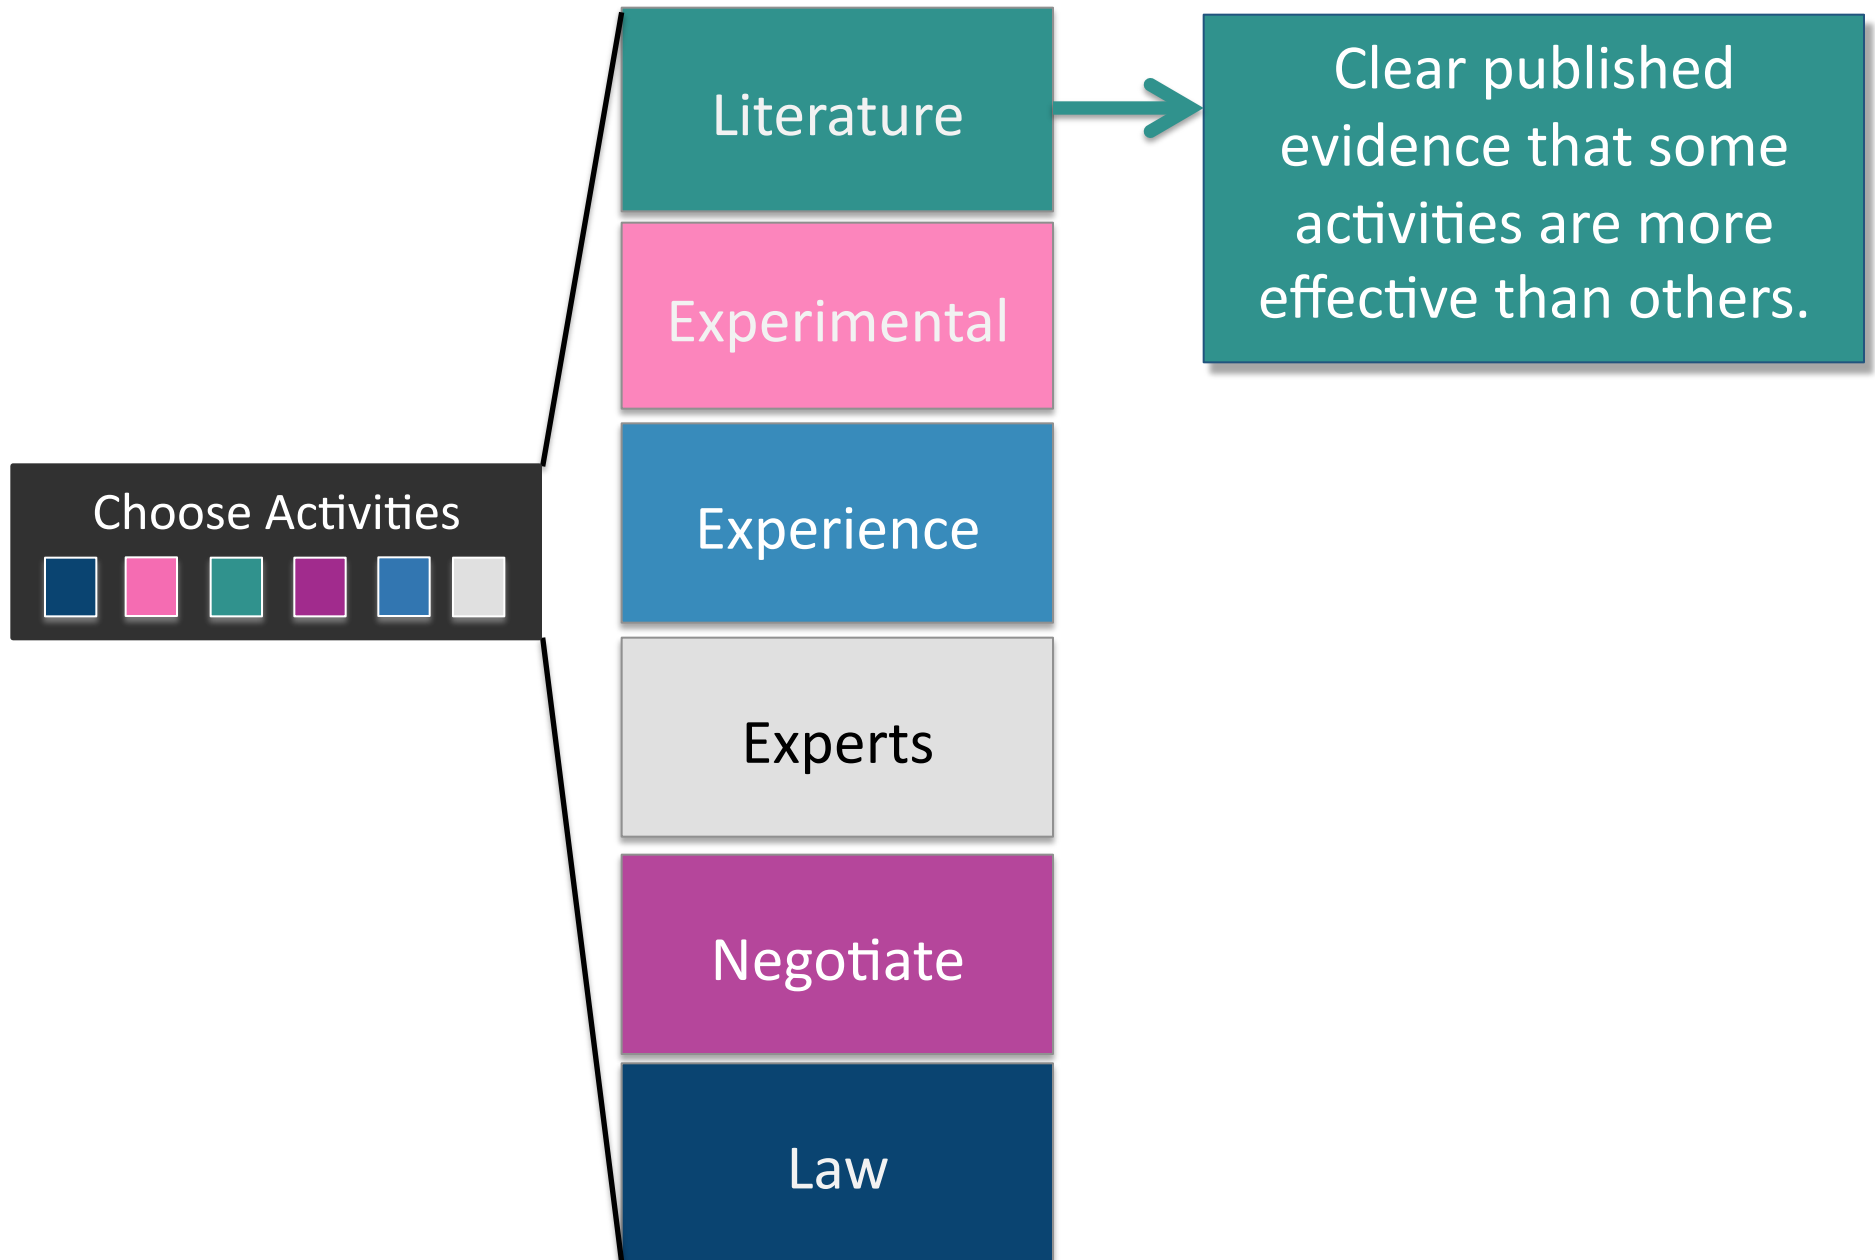 Choose Activities
Literature
Experimental
Experience
Experts
Negotiate
Law
Clear published
evidence that some
activities are more
effective than others.